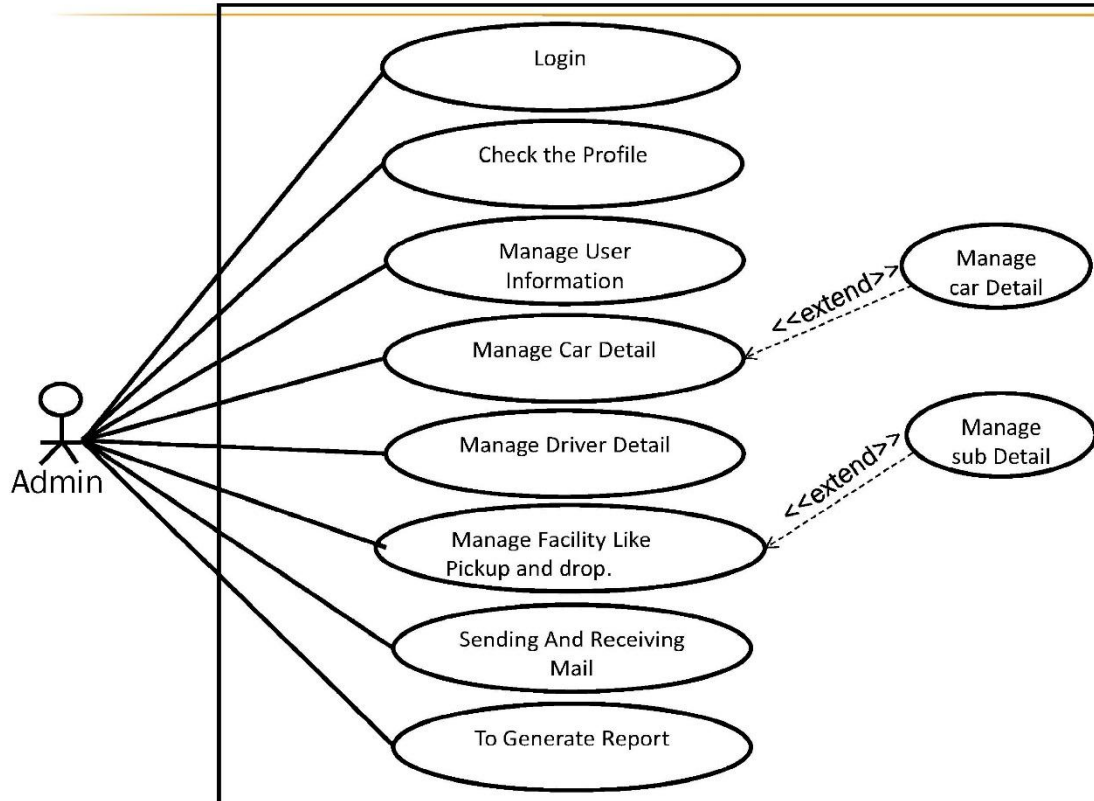 Login
Check the Profile
Manage User
Information
Manage
car Detail
<<extend>>
Manage Car Detail
Manage Driver Detail
Manage
sub Detail
<<extend>>
Admin
Manage Facility Like
Pickup and drop.
Sending And Receiving
Mail
To Generate Report